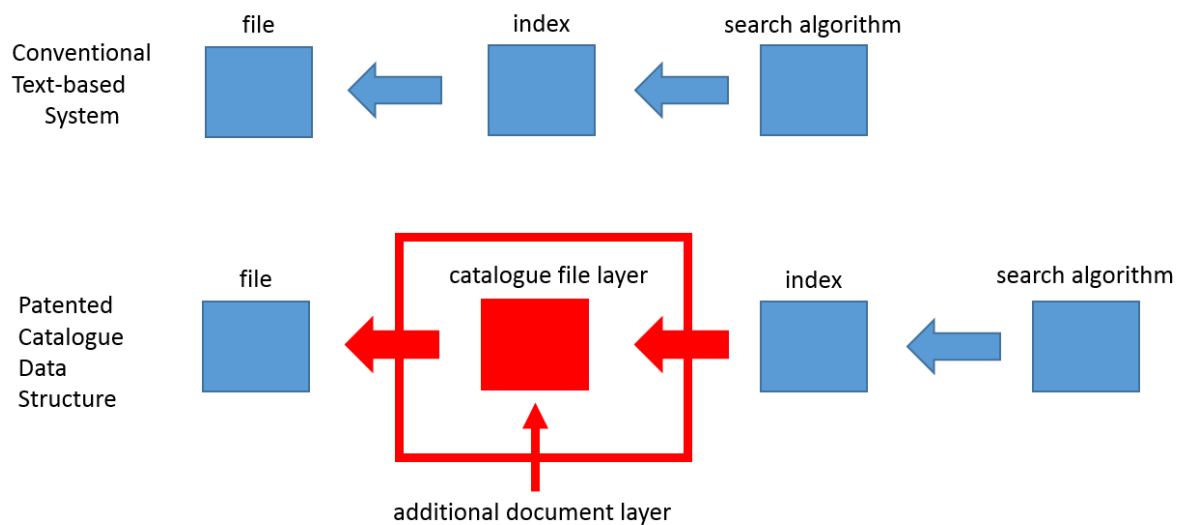 file
index
search algorithm
Conventional
Text-based
System
file
catalogue file layer
index
search algorithm
Patented
Catalogue
Data
Structure
additional document layer